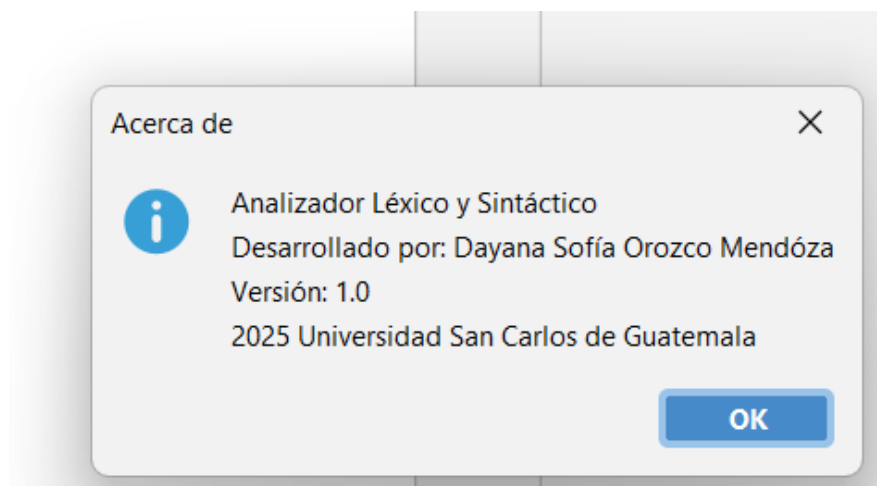 Acerca de
Analizador Léxico y Sintáctico
Desarrollado por: Dayana Sofía Orozco Mendóza
Versión: 1.0
2025 Universidad San Carlos de Guatemala
OK